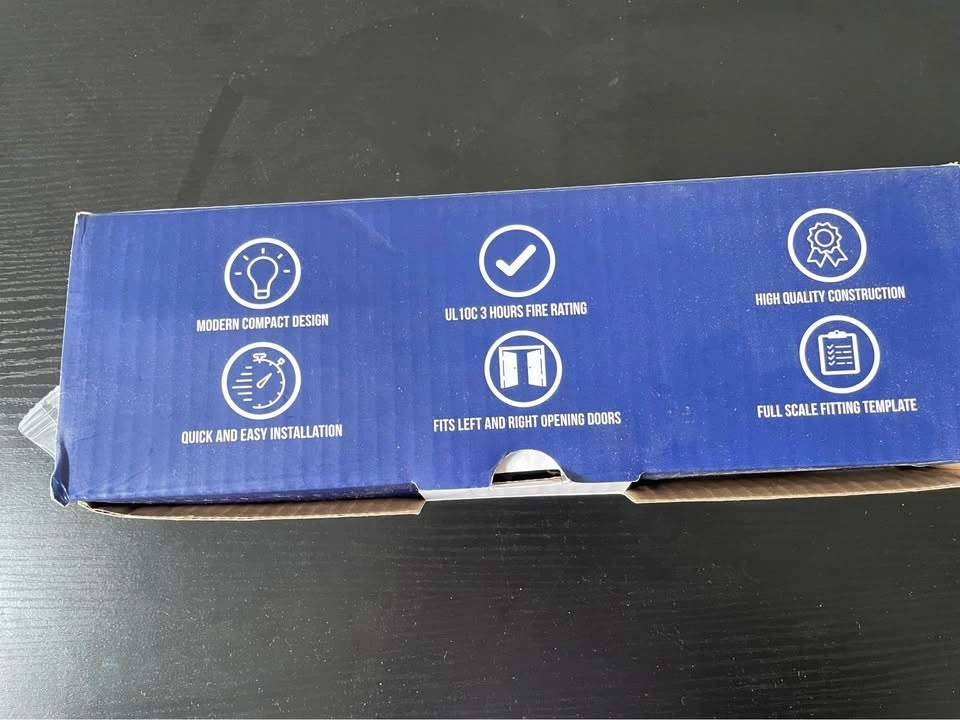 MODERN COMPACT DESIGN
UL10C 3 HOURS FIRE RATING
HIGH QUALITY CONSTRUCTION
QUICK AND EASY INSTALLATION
FITS LEFT AND RIGHT OPENING DOORS
FULL SCALE FITTING TEMPLATE